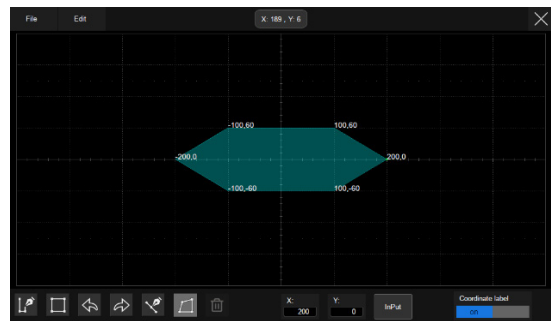 File Edit X: 189 , Y: 6
-100,60 100,60
-200,0 200,0
-100,-60 100,-60
X: Y: Coordinate label
200 0 InPut on